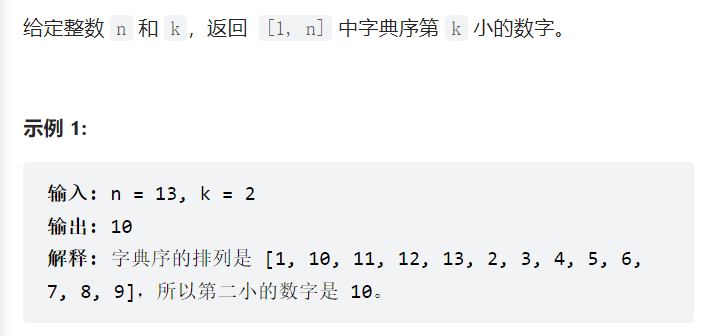 给定整数 n 和 k，返回 [1, n] 中字典序第 k 小的数字。
示例 1:
输入: n = 13, k = 2
输出: 10
解释: 字典序的排列是 [1, 10, 11, 12, 13, 2, 3, 4, 5, 6,
7, 8, 9]，所以第二小的数字是 10。